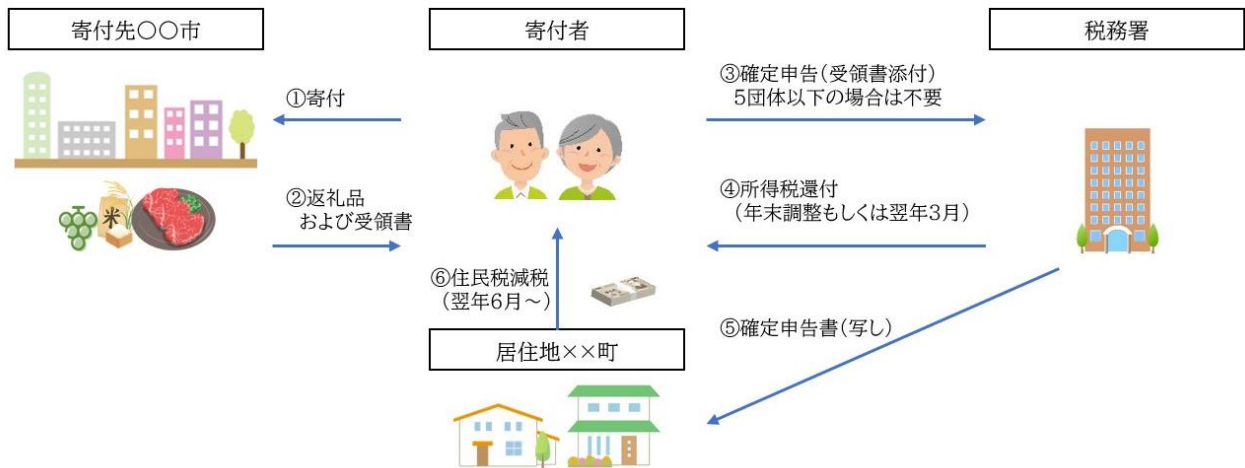 寄付先〇〇市
寄付者
税務署
①寄付
②返礼品
および受領書
米
③確定申告(受領書添付)
5団体以下の場合は不要
④所得税還付
(年末調整もしくは翌年3月)
⑥住民税減税
(翌年6月～)
⑤確定申告書(写し)
居住地××町